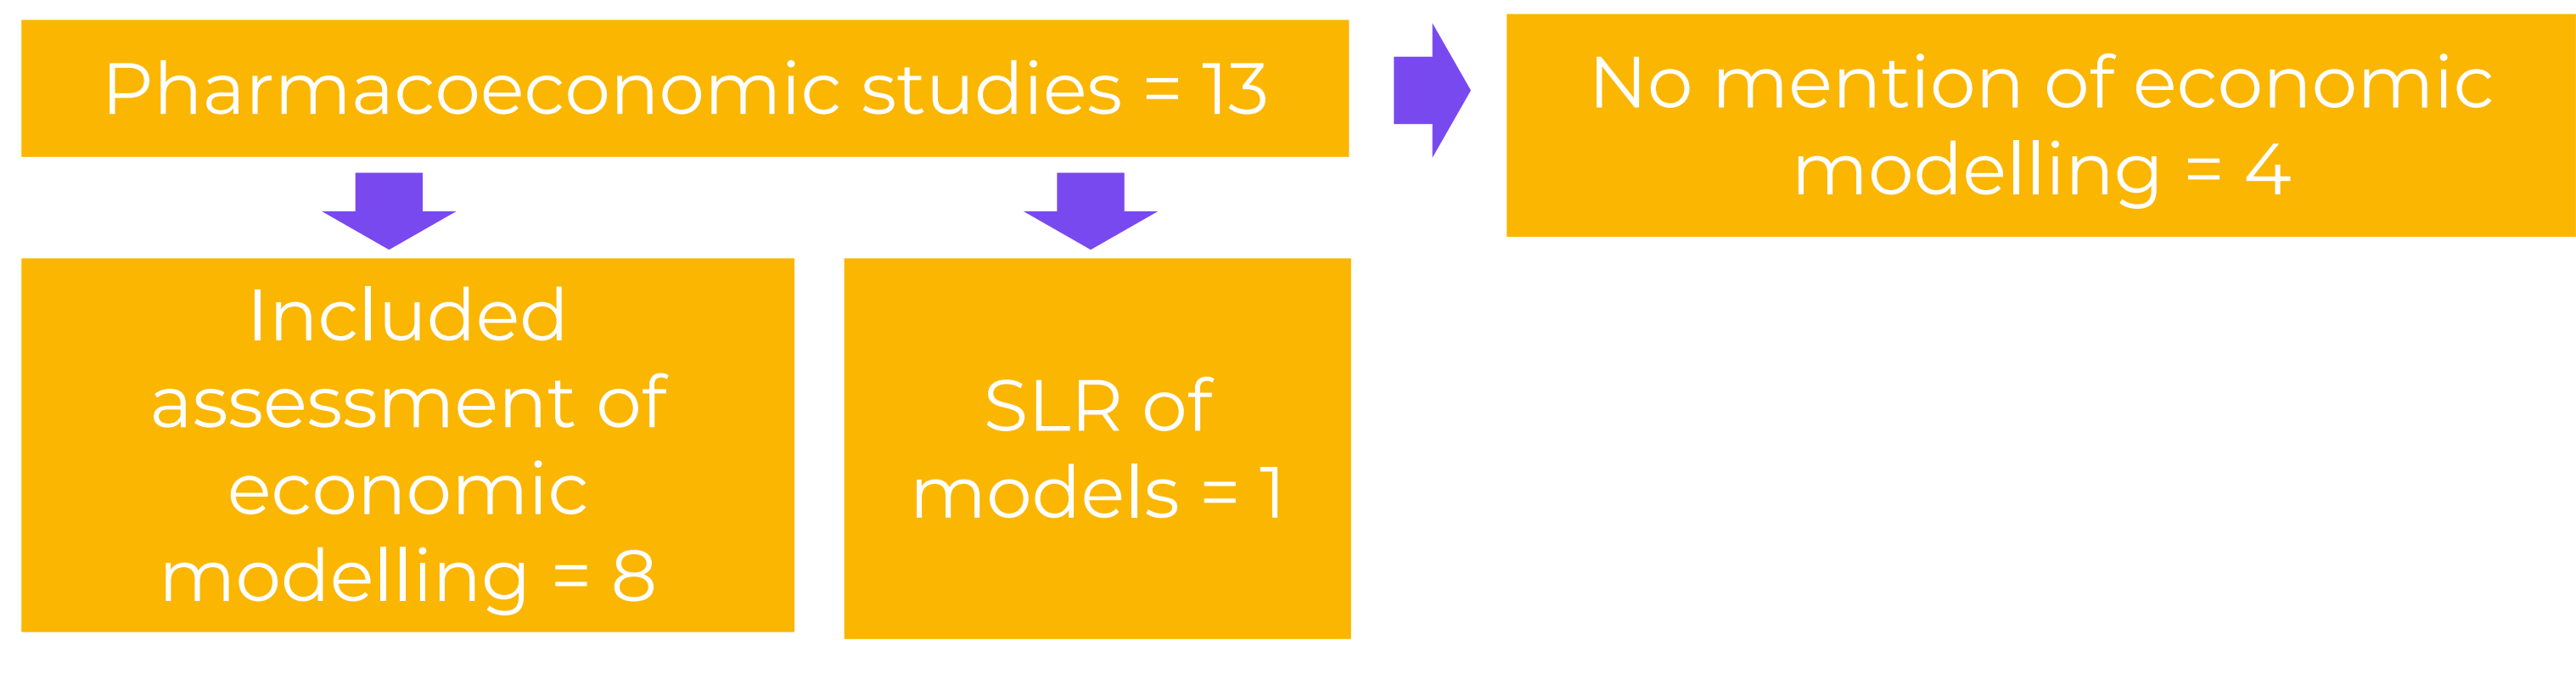 Pharmacoeconomic studies = 13
No mention of economic
modelling = 4
Included
assessment of
economic
modelling = 8
SLR of
models = 1